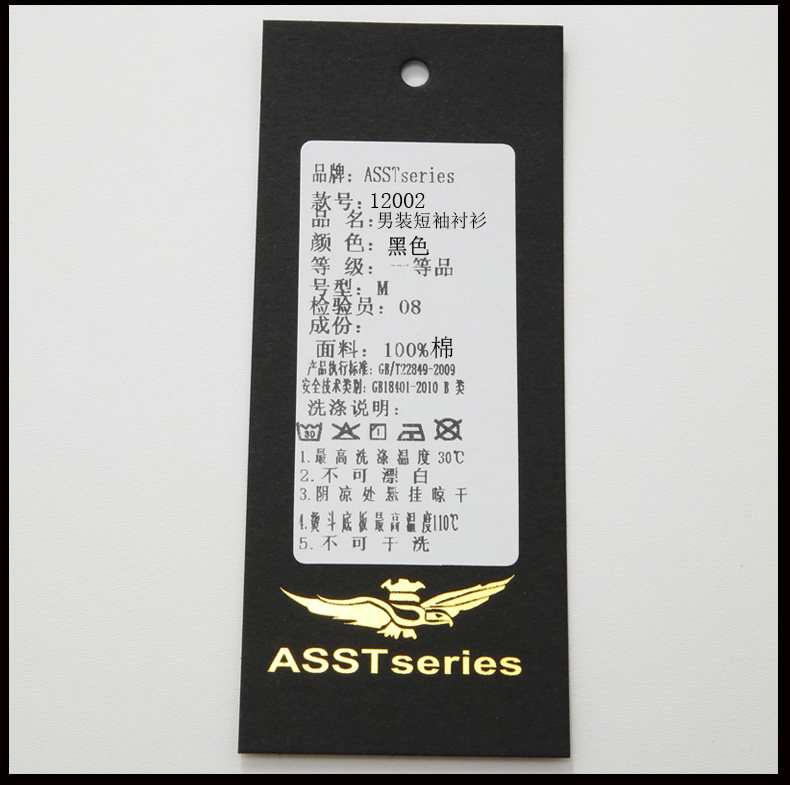 品牌：ASSTseries
款号：12002
品 名：男装短袖衬衫
颜 色：黑色
等 级：一等品
号型：M
检验员：08
成份：
面料：100%棉
产品执行标准：GB/T22849-2009
安全技术类别：GB18401-2010 B 类
洗涤说明：
30
1.最高洗涤温度30℃
2.不可漂白
3.阴凉处悬挂晾干
4.熨斗底板最高温度110℃
5.不可干洗
ASSTseries